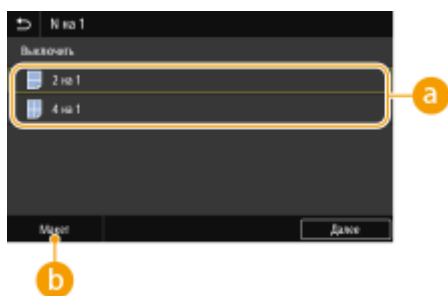 N на 1
Выключить
2 на 1
4 на 1
a
Макет
Далее
b